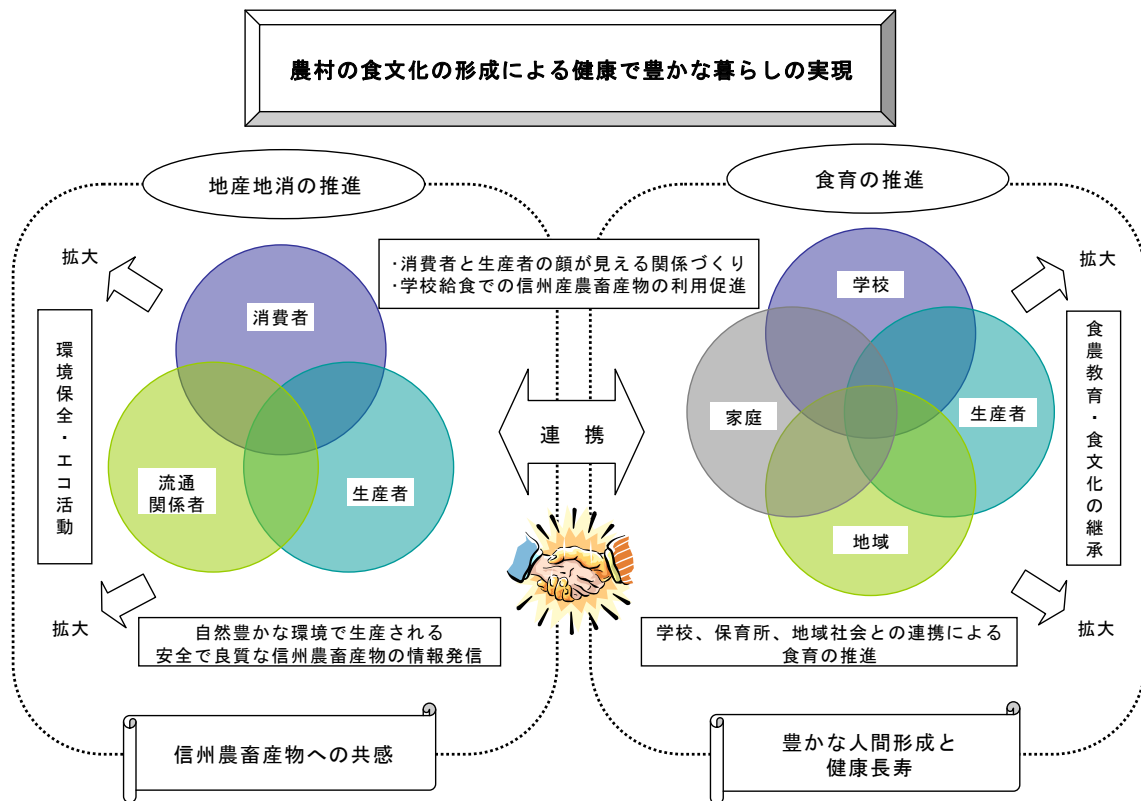 農村の食文化の形成による健康で豊かな暮らしの実現
地産地消の推進
食育の推進
・消費者と生産者の顔が見える関係づくり
・学校給食での信州産農畜産物の利用促進
拡大
環境保全・エコ活動
拡大
消費者
流通
関係者
生産者
連 携
学校
家庭
生産者
地域
拡大
食農教育・食文化の継承
拡大
自然豊かな環境で生産される
安全で良質な信州農畜産物の情報発信
学校、保育所、地域社会との連携による
食育の推進
信州農畜産物への共感
豊かな人間形成と
健康長寿